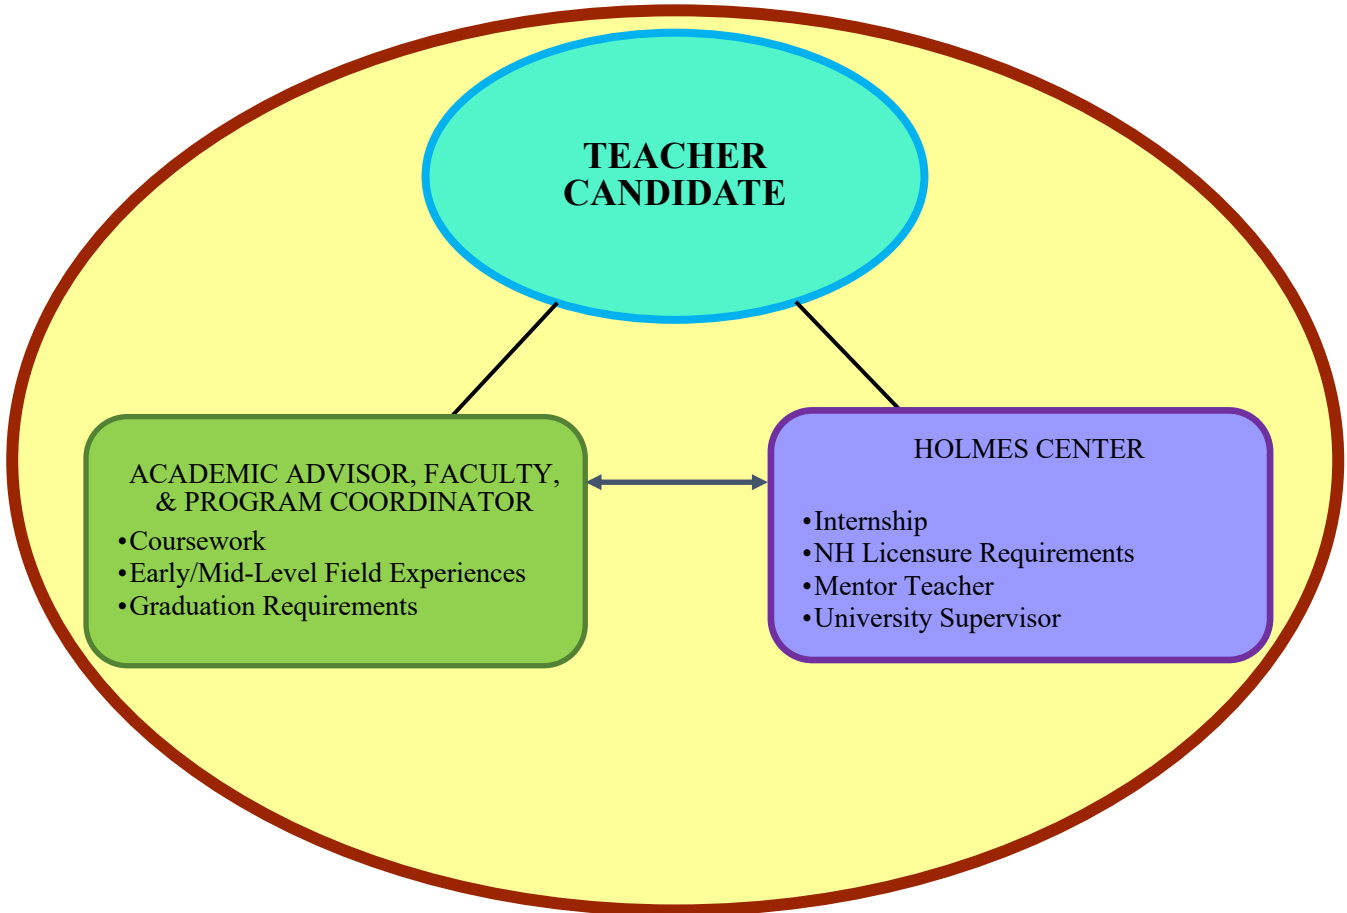 TEACHER
CANDIDATE
ACADEMIC ADVISOR, FACULTY,
& PROGRAM COORDINATOR
•Coursework
•Early/Mid-Level Field Experiences
•Graduation Requirements
HOLMES CENTER
•Internship
•NH Licensure Requirements
•Mentor Teacher
•University Supervisor